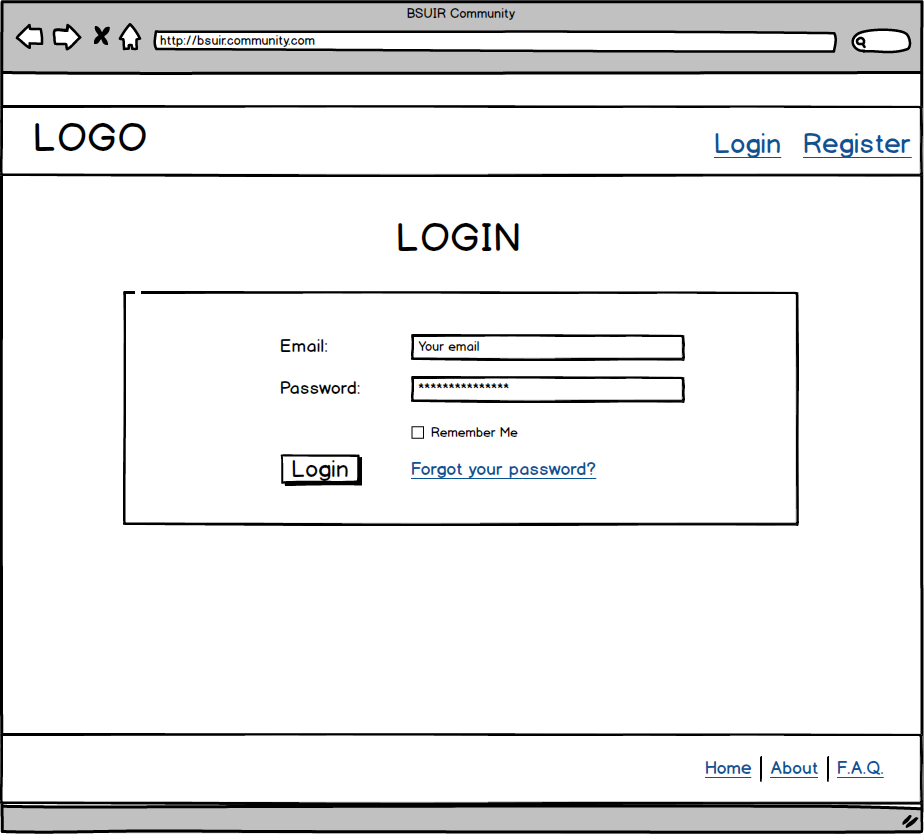 BSUIR Community
http://bsuir.community.com
LOGO
Login Register
LOGIN
Email: Your email
Password: ***************
Remember Me
Login Forgot your password?
Home | About | F.A.Q.